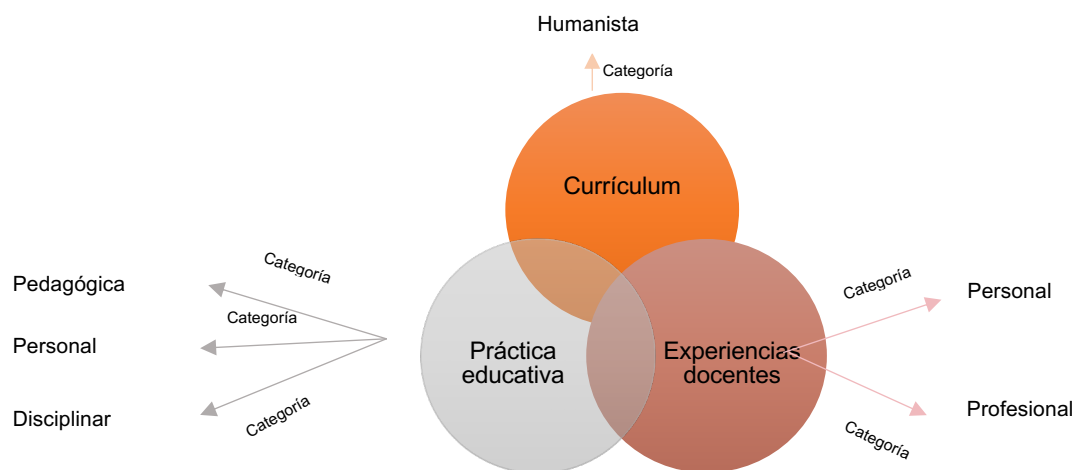 Humanista
Categoría
Currículum
Categoría
Pedagógica
Categoría
Personal
Disciplinar
Categoría
Práctica
educativa
Experiencias
docentes
Categoría
Personal
Profesional
Categoría